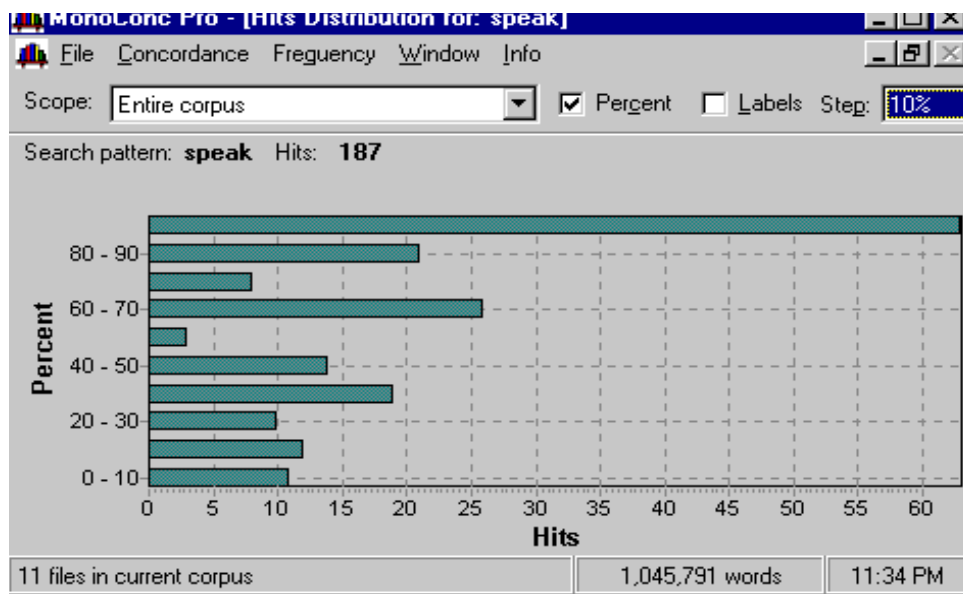 MonoConc Pro - [Hits Distribution for: speak]
File Concordance Frequency Window Info
Scope: Entire corpus Percent Labels Step: 10%
Search pattern: speak Hits: 187
80 - 90
60 - 70
40 - 50
20 - 30
0 - 10
Percent
0 5 10 15 20 25 30 35 40 45 50 55 60
Hits
11 files in current corpus 1,045,791 words 11:34 PM